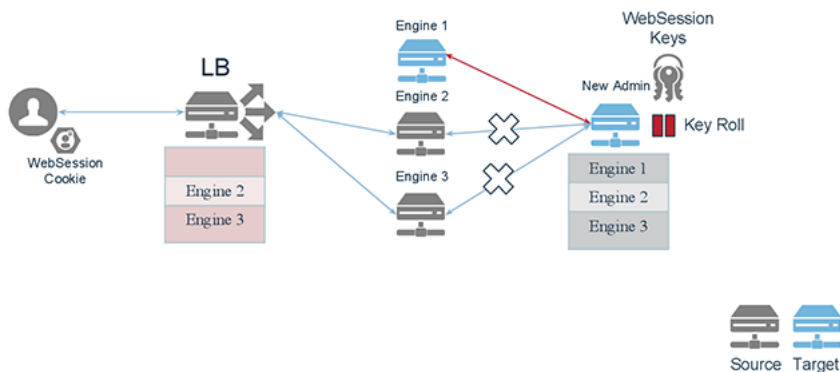 Engine 1
WebSession
Keys
LB
New Admin
Engine 2
Key Roll
WebSession
Cookie
Engine 3
Engine 2
Engine 3
Engine 1
Engine 2
Engine 3
Source
Target